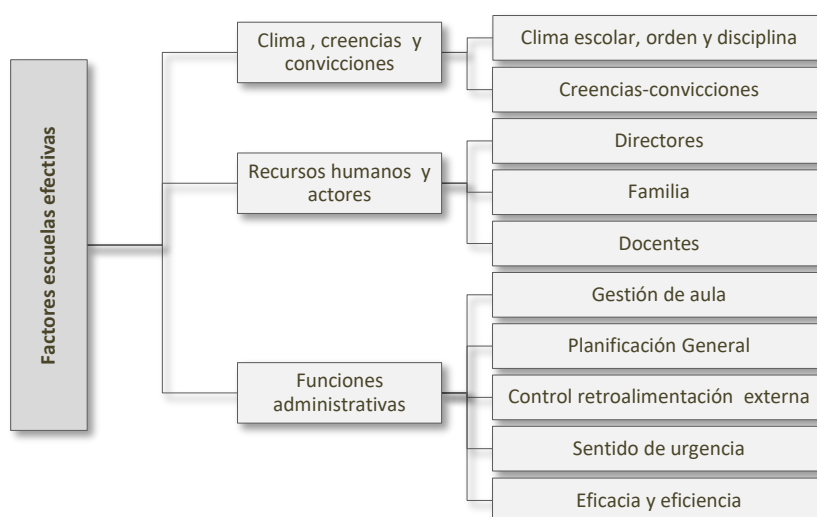 Factores escuelas efectivas
Clima , creencias y
convicciones
Clima escolar, orden y disciplina
Creencias-convicciones
Recursos humanos y
actores
Directores
Familia
Docentes
Funciones
administrativas
Gestión de aula
Planificación General
Control retroalimentación externa
Sentido de urgencia
Eficacia y eficiencia